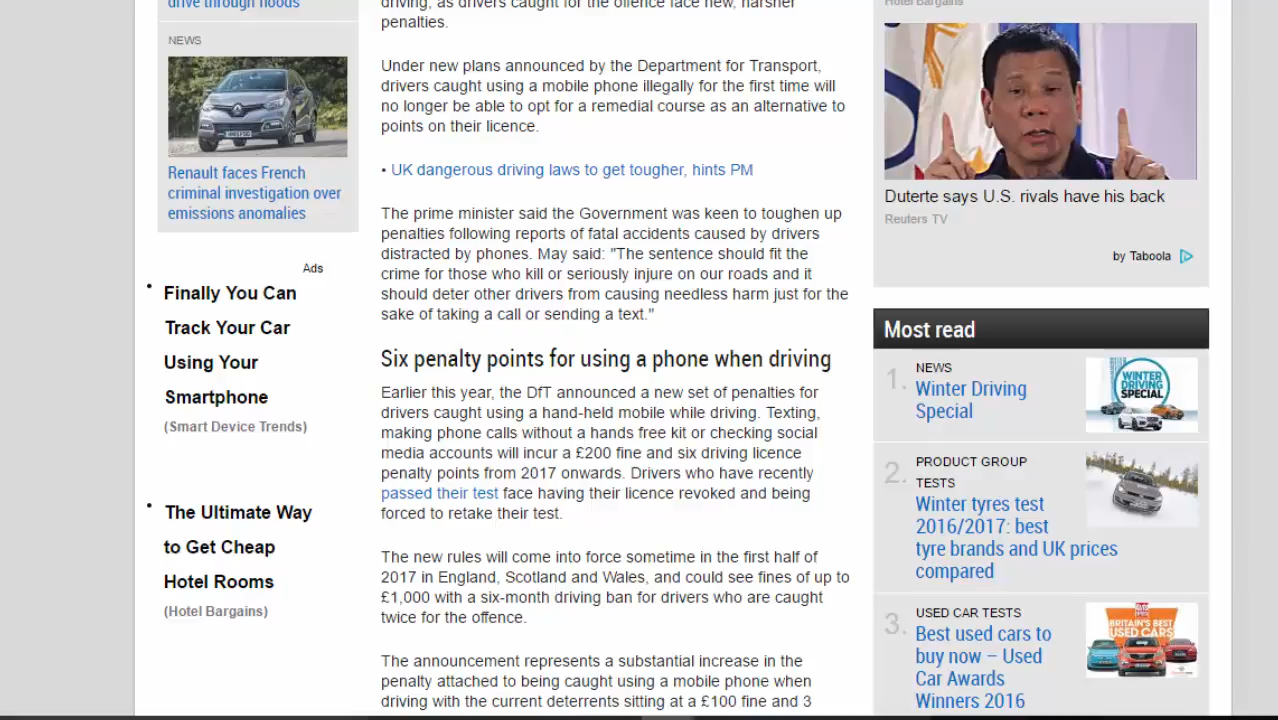 drive through floods
NEWS
Renault faces French
criminal investigation over
emissions anomalies
Ads
• Finally You Can
Track Your Car
Using Your
Smartphone
(Smart Device Trends)
• The Ultimate Way
to Get Cheap
Hotel Rooms
(Hotel Bargains)
driving, as drivers caught for the offence face new, harsher
penalties.
Under new plans announced by the Department for Transport,
drivers caught using a mobile phone illegally for the first time will
no longer be able to opt for a remedial course as an alternative to
points on their licence.
• UK dangerous driving laws to get tougher, hints PM
The prime minister said the Government was keen to toughen up
penalties following reports of fatal accidents caused by drivers
distracted by phones. May said: "The sentence should fit the
crime for those who kill or seriously injure on our roads and it
should deter other drivers from causing needless harm just for the
sake of taking a call or sending a text."
Six penalty points for using a phone when driving
Earlier this year, the DfT announced a new set of penalties for
drivers caught using a hand-held mobile while driving. Texting,
making phone calls without a hands free kit or checking social
media accounts will incur a £200 fine and six driving licence
penalty points from 2017 onwards. Drivers who have recently
passed their test face having their licence revoked and being
forced to retake their test.
The new rules will come into force sometime in the first half of
2017 in England, Scotland and Wales, and could see fines of up to
£1,000 with a six-month driving ban for drivers who are caught
twice for the offence.
The announcement represents a substantial increase in the
penalty attached to being caught using a mobile phone when
driving with the current deterrents sitting at a £100 fine and 3
Hotel Bargains
Duterte says U.S. rivals have his back
Reuters TV
by Taboola
Most read
1. NEWS
Winter Driving
Special
WINTER
DRIVING
SPECIAL
2. PRODUCT GROUP
TESTS
Winter tyres test
2016/2017: best
tyre brands and UK prices
compared
3. USED CAR TESTS
Best used cars to
buy now – Used
Car Awards
Winners 2016
BRITAIN'S BEST
USED CARS